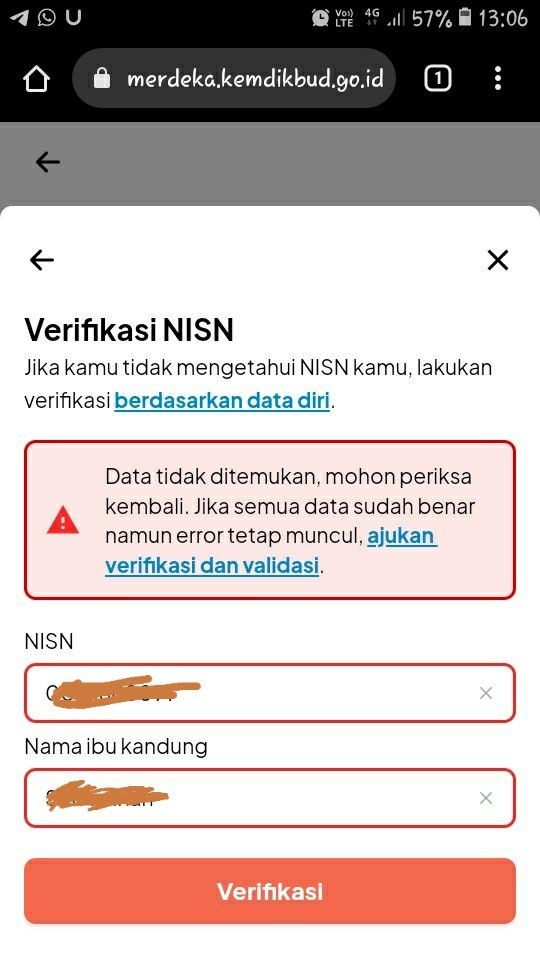 Vo)) LTE 4G 57% 13:06
merdeka.kemdikbud.go.id 1
Verifikasi NISN
Jika kamu tidak mengetahui NISN kamu, lakukan
verifikasi berdasarkan data diri.
Data tidak ditemukan, mohon periksa
kembali. Jika semua data sudah benar
namun error tetap muncul, ajukan
verifikasi dan validasi.
NISN
Nama ibu kandung
Verifikasi